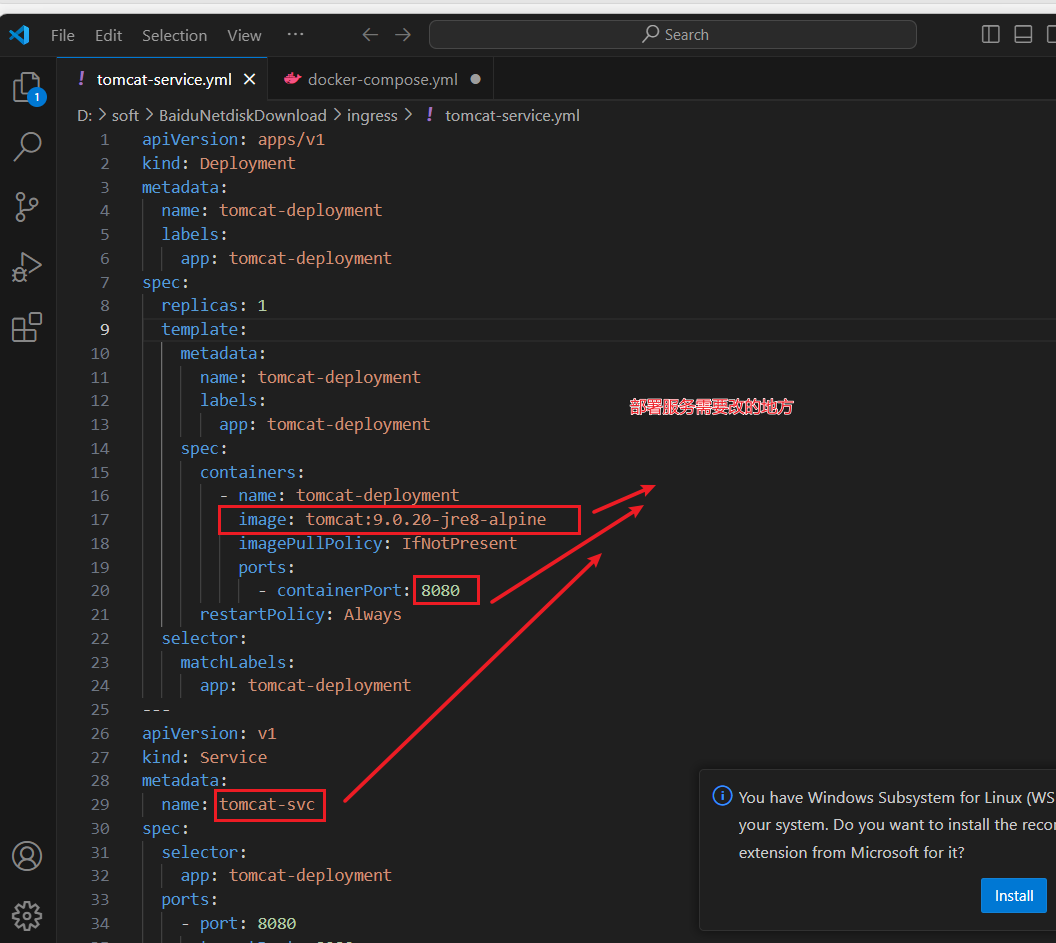 File Edit Selection View ··· Search
tomcat-service.yml docker-compose.yml
1
D: > soft > BaiduNetdiskDownload > ingress > ! tomcat-service.yml
1 apiVersion: apps/v1
2 kind: Deployment
3 metadata:
4 name: tomcat-deployment
5 labels:
6 app: tomcat-deployment
7 spec:
8 replicas: 1
9 template:
10 metadata:
11 name: tomcat-deployment
12 labels:
部署服务需要改的地方
13 app: tomcat-deployment
14 spec:
15 containers:
16 - name: tomcat-deployment
17 image: tomcat:9.0.20-jre8-alpine
18 imagePullPolicy: IfNotPresent
19 ports:
20 - containerPort: 8080
21 restartPolicy: Always
22 selector:
23 matchLabels:
24 app: tomcat-deployment
25 ---
26 apiVersion: v1
27 kind: Service
28 metadata:
29 name: tomcat-svc
30 spec:
31 selector:
32 app: tomcat-deployment
33 ports:
34 - port: 8080
You have Windows Subsystem for Linux (WS
your system. Do you want to install the reco
extension from Microsoft for it?
Install